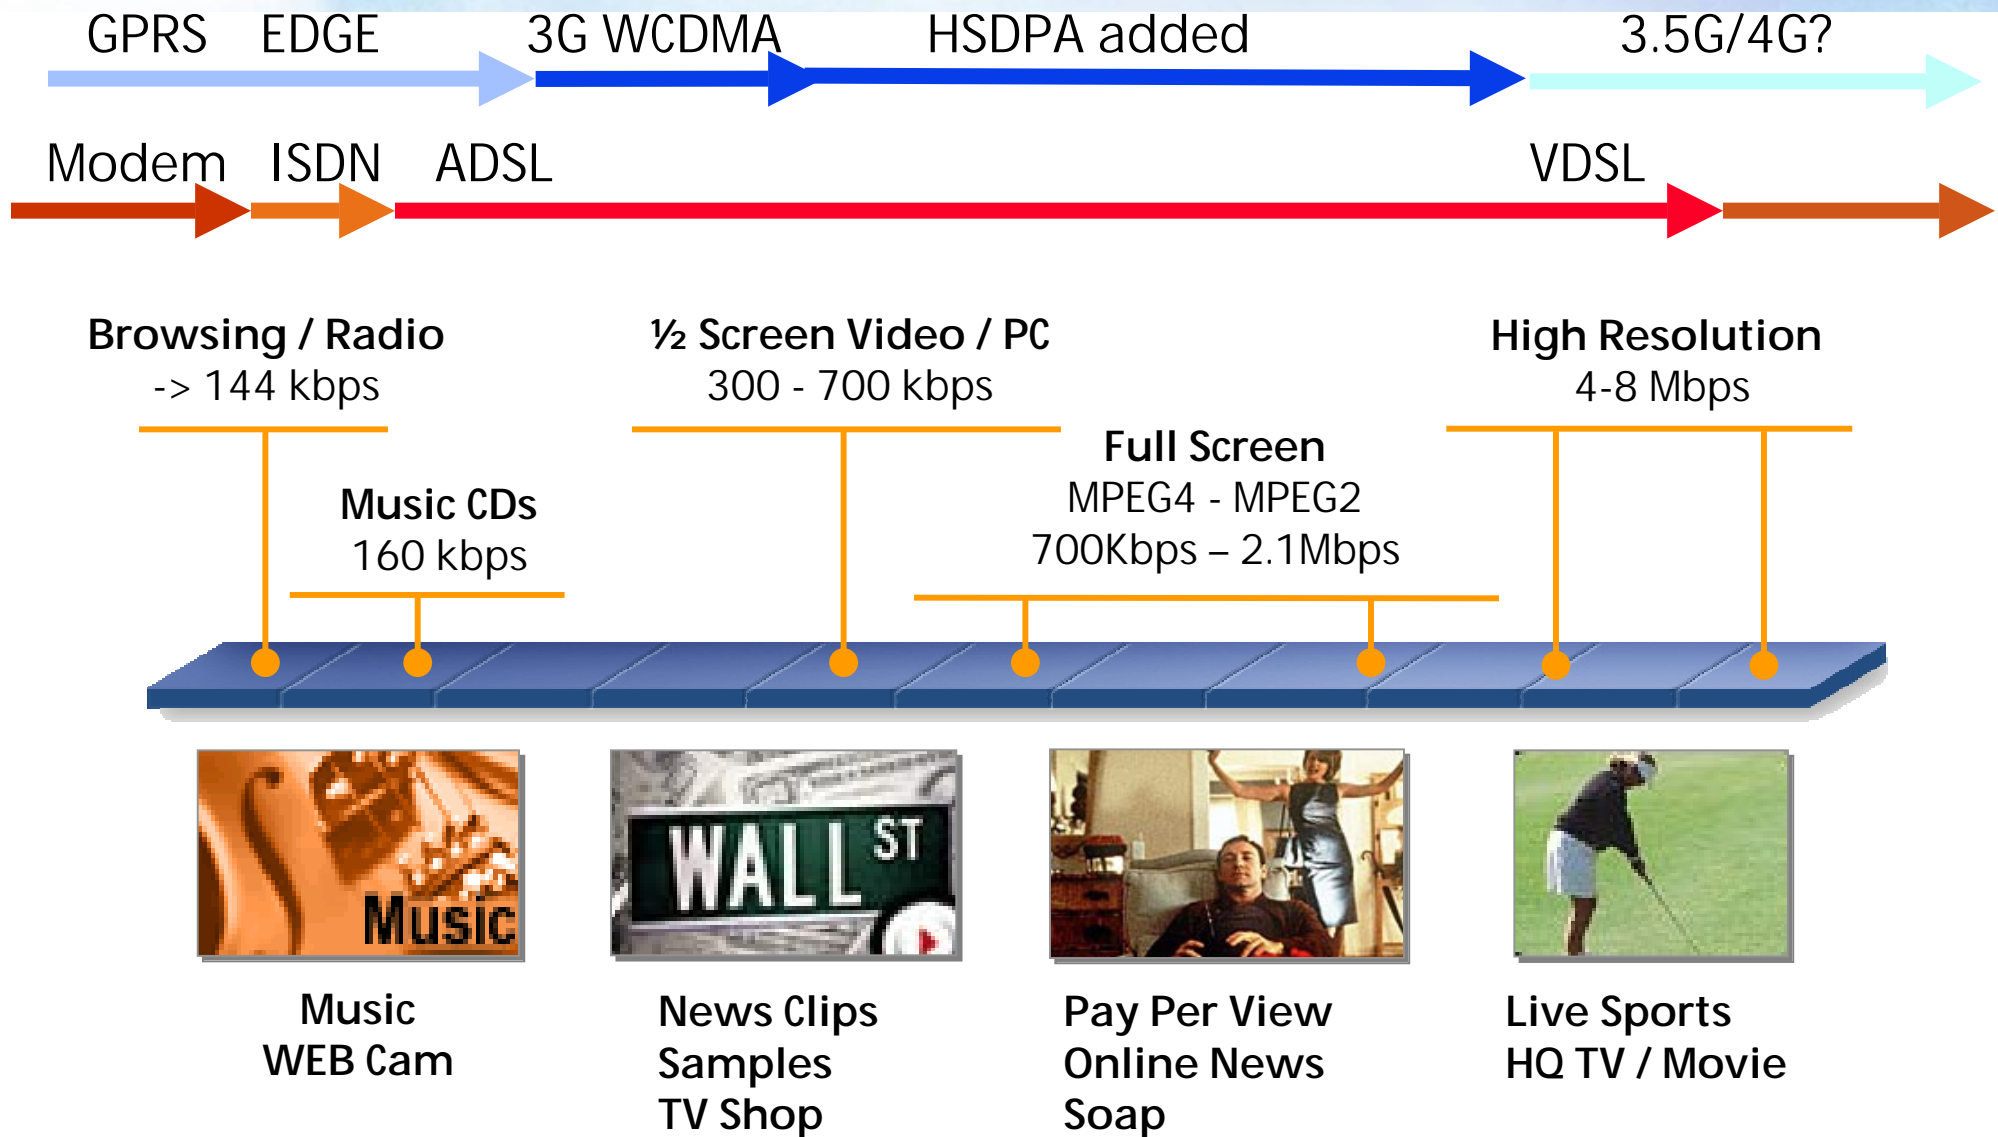 GPRS EDGE 3G WCDMA HSDPA added 3.5G/4G?
Modem ISDN ADSL VDSL
Browsing / Radio
-> 144 kbps
½ Screen Video / PC
300 - 700 kbps
High Resolution
4-8 Mbps
Music CDs
160 kbps
Full Screen
MPEG4 - MPEG2
700Kbps – 2.1Mbps
Music
WALL ST
Music
WEB Cam
News Clips
Samples
TV Shop
Pay Per View
Online News
Soap
Live Sports
HQ TV / Movie